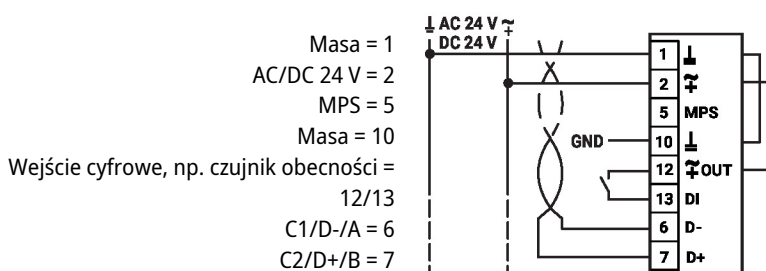 Masa = 1
AC/DC 24 V = 2
MPS = 5
Masa = 10
Wejście cyfrowe, np. czujnik obecności =
12/13
C1/D-/A = 6
C2/D+/B = 7
AC 24 V
DC 24 V
GND
1
2
5 MPS
10
12 OUT
13 DI
6 D-
7 D+